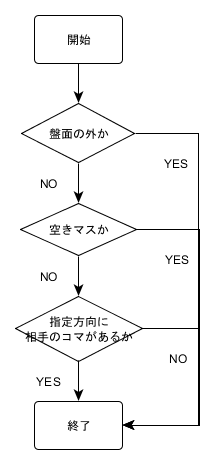 開始
盤面の外か
YES
NO
空きマスか
YES
NO
指定方向に
相手のコマがあるか
NO
YES
終了